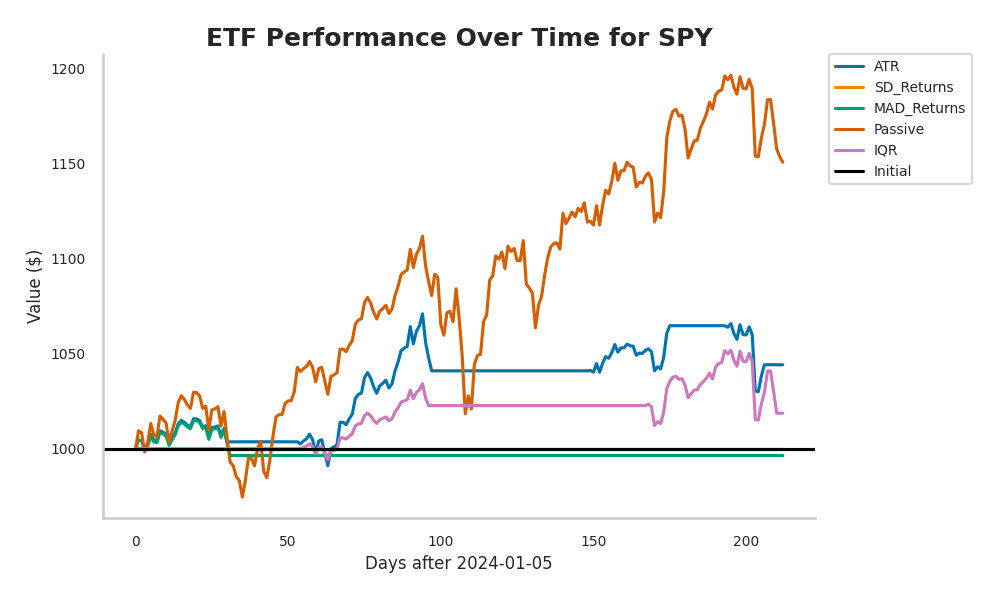 ETF Performance Over Time for SPY
Value ($)
1200
1150
1100
1050
1000
0
50
100
150
200
Days after 2024-01-05
ATR
SD_Returns
MAD_Returns
Passive
IQR
Initial